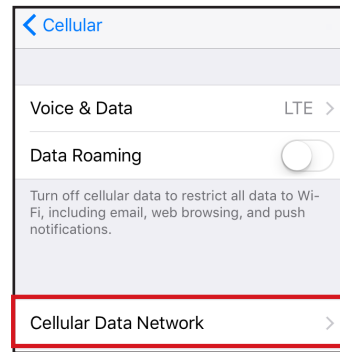 Cellular
Voice & Data LTE
Data Roaming
Turn off cellular data to restrict all data to Wi-
Fi, including email, web browsing, and push
notifications.
Cellular Data Network